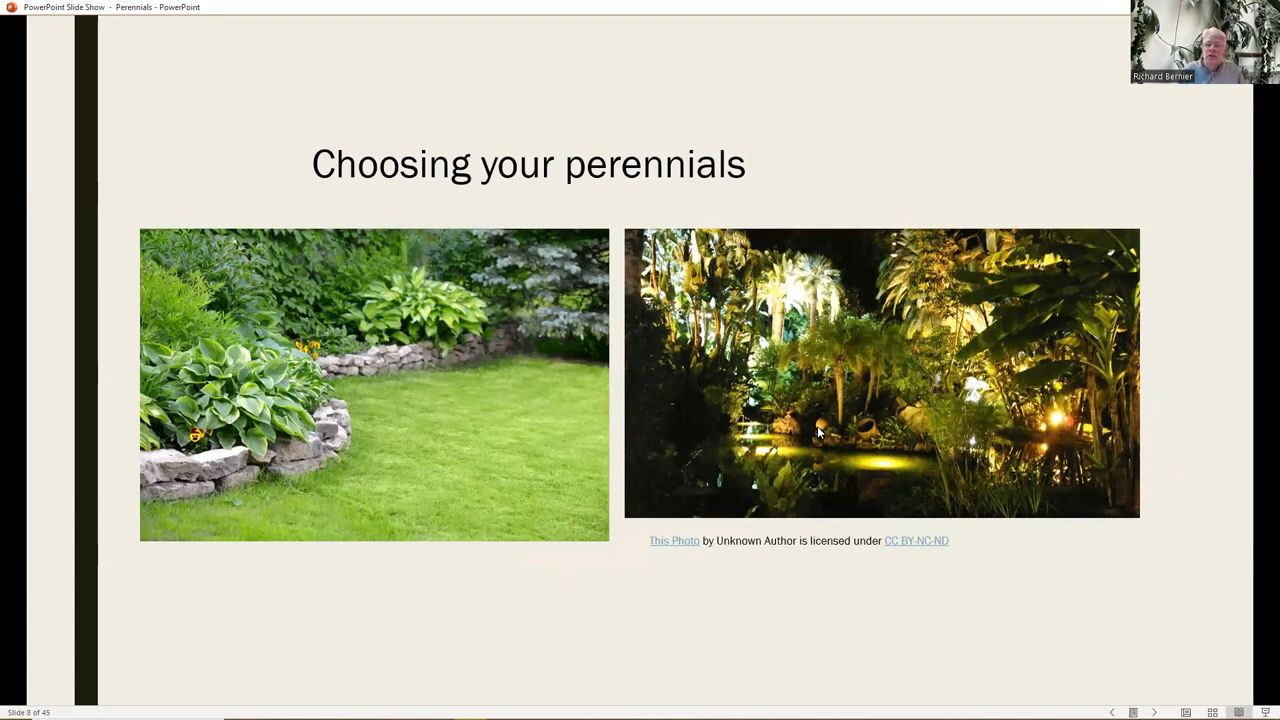 PowerPoint Slide Show - Perennials - PowerPoint
Richard Bernier
Choosing your perennials
This Photo by Unknown Author is licensed under CC BY-NC-ND
Slide 8 of 45